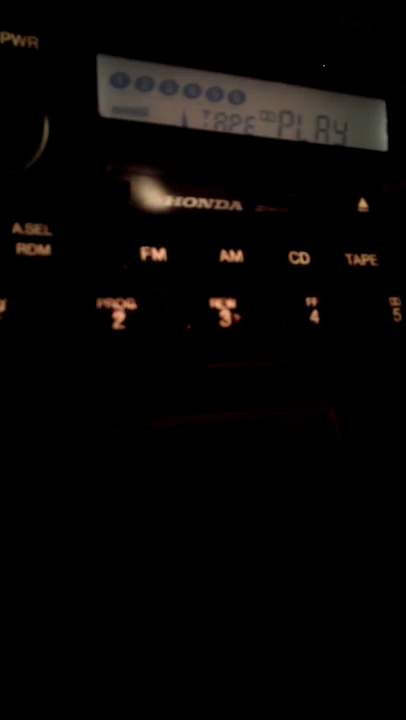 PWR
TAPE PLAY
HONDA
A.SEL
RDM
FM AM CD TAPE
PROG REW FF
2 3 4 5